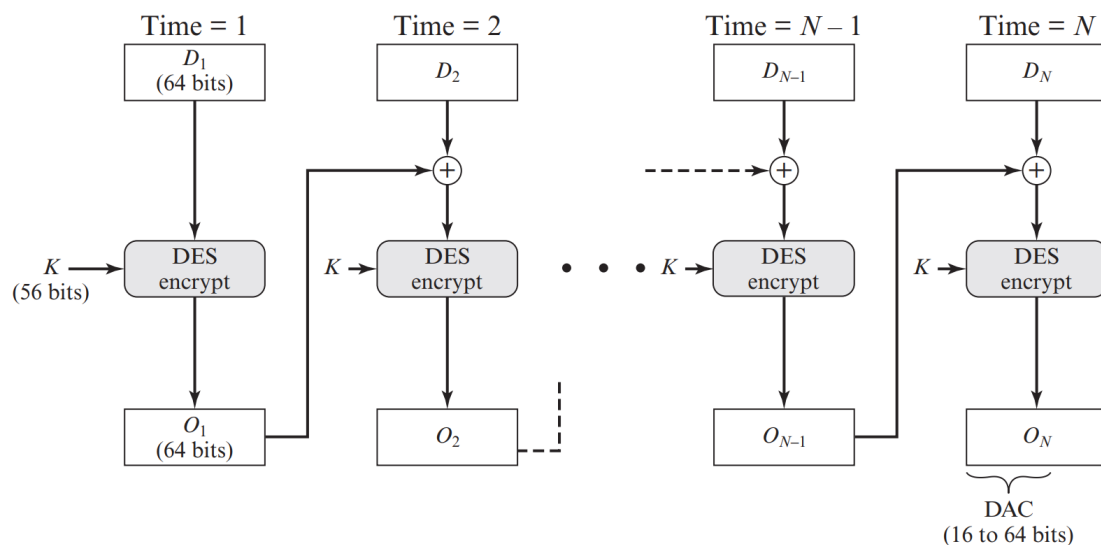 Time = 1
Time = 2
Time = N – 1
Time = N
D1
(64 bits)
D2
DN–1
DN
+
+
+
K
(56 bits)
DES
encrypt
K
DES
encrypt
• • •
K
DES
encrypt
K
DES
encrypt
O1
(64 bits)
O2
ON–1
ON
DAC
(16 to 64 bits)